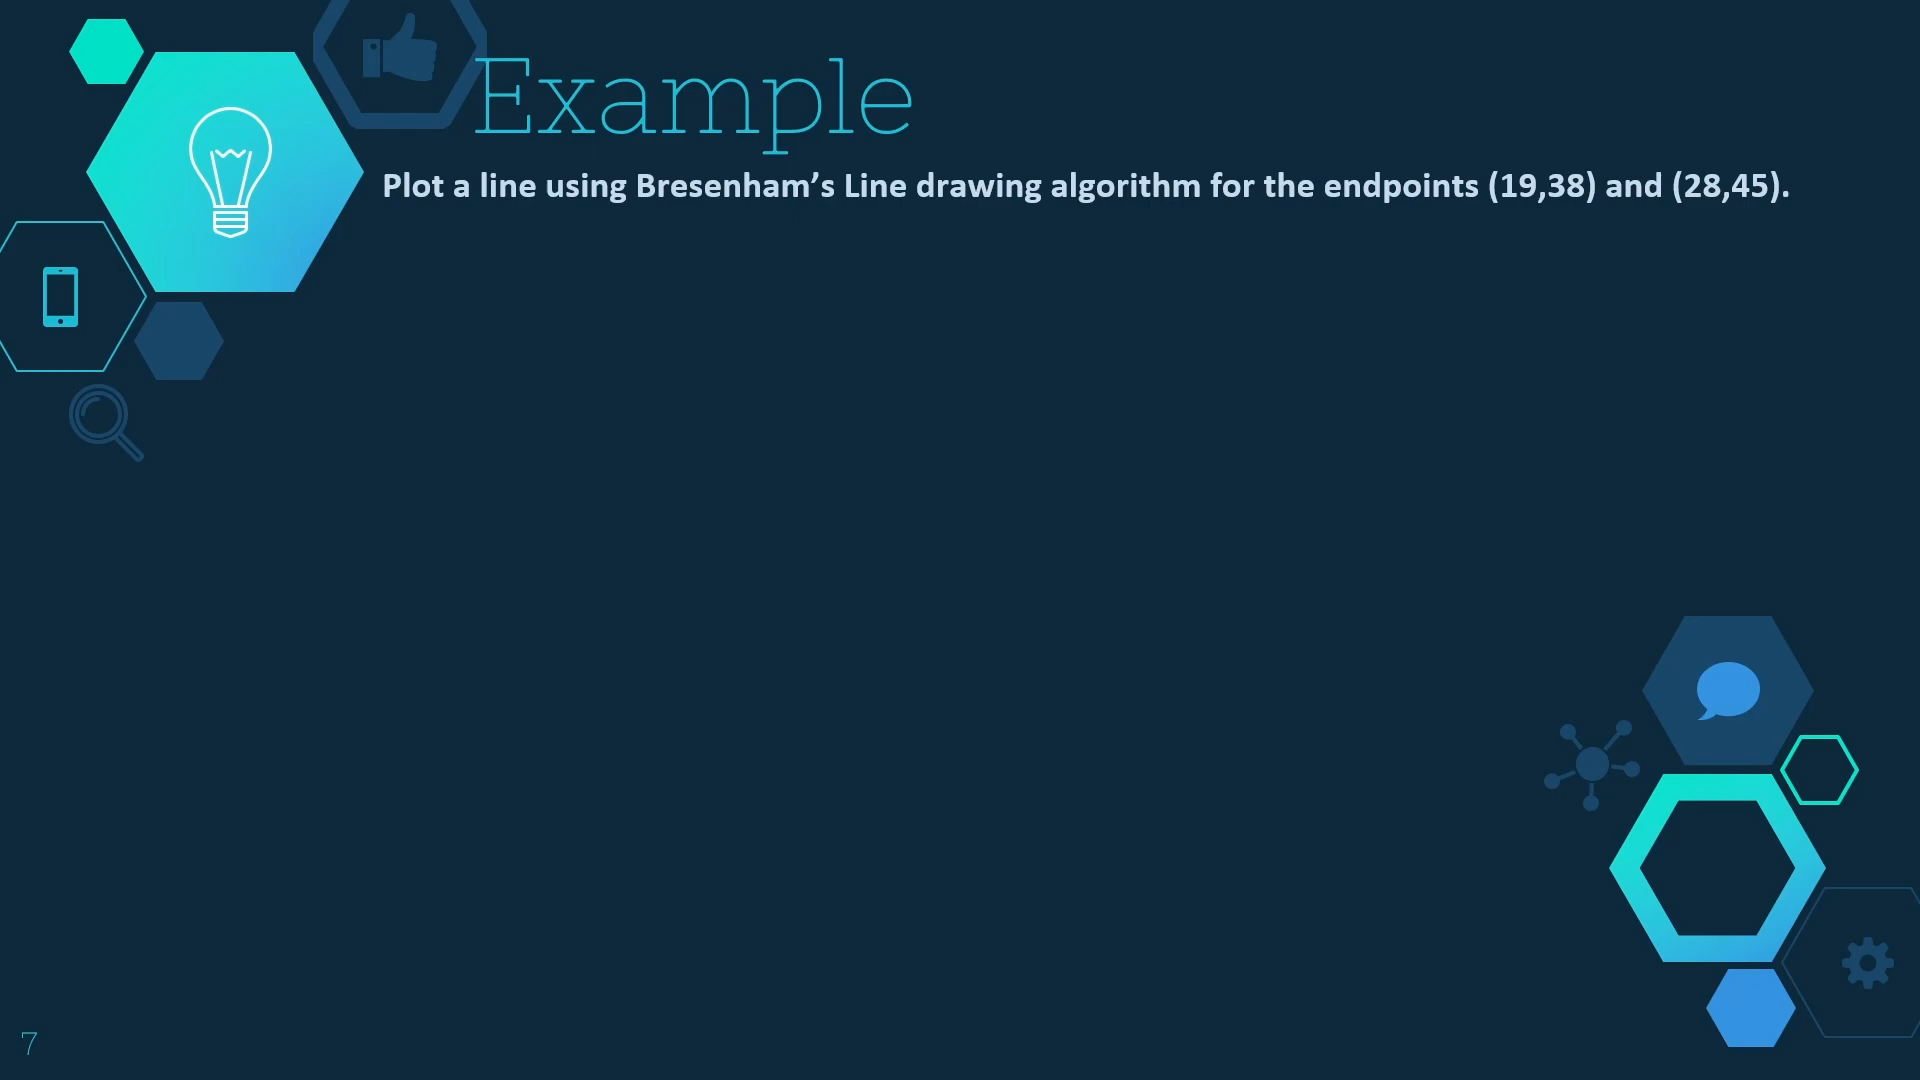 Example
Plot a line using Bresenham’s Line drawing algorithm for the endpoints (19,38) and (28,45).
7